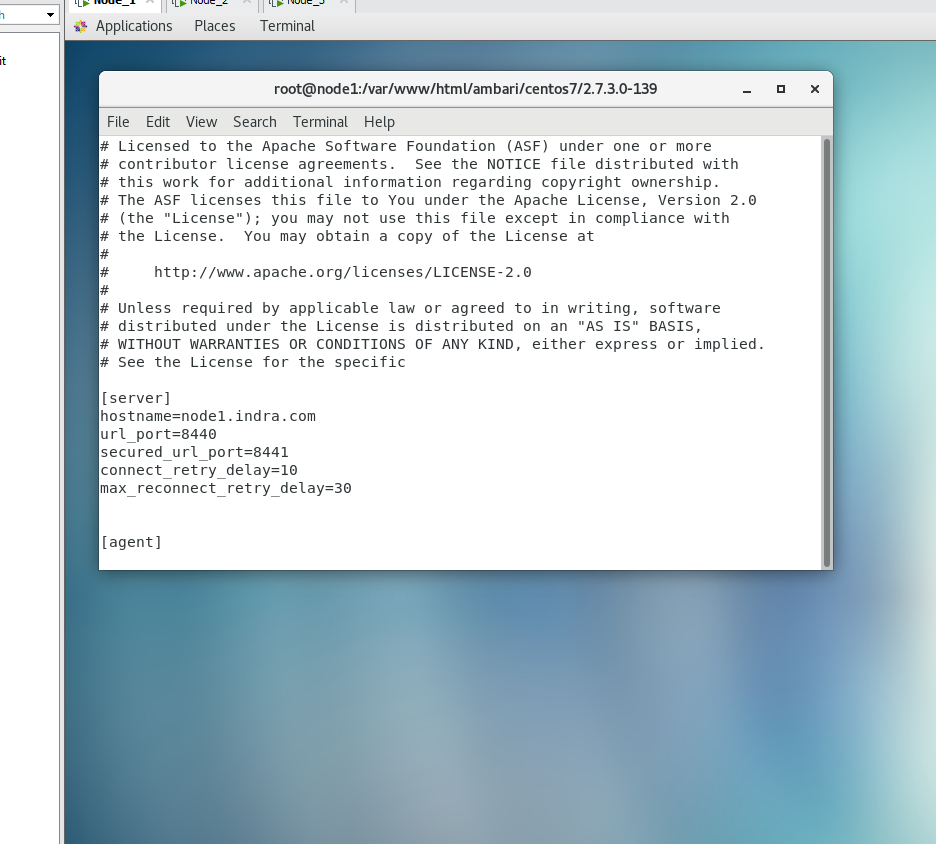 Node_1
Node_2
Node_3
Applications Places Terminal
it
root@node1:/var/www/html/ambari/centos7/2.7.3.0-139
File Edit View Search Terminal Help
# Licensed to the Apache Software Foundation (ASF) under one or more
# contributor license agreements.  See the NOTICE file distributed with
# this work for additional information regarding copyright ownership.
# The ASF licenses this file to You under the Apache License, Version 2.0
# (the "License"); you may not use this file except in compliance with
# the License.  You may obtain a copy of the License at
#
#     http://www.apache.org/licenses/LICENSE-2.0
#
# Unless required by applicable law or agreed to in writing, software
# distributed under the License is distributed on an "AS IS" BASIS,
# WITHOUT WARRANTIES OR CONDITIONS OF ANY KIND, either express or implied.
# See the License for the specific
[server]
hostname=node1.indra.com
url_port=8440
secured_url_port=8441
connect_retry_delay=10
max_reconnect_retry_delay=30
[agent]